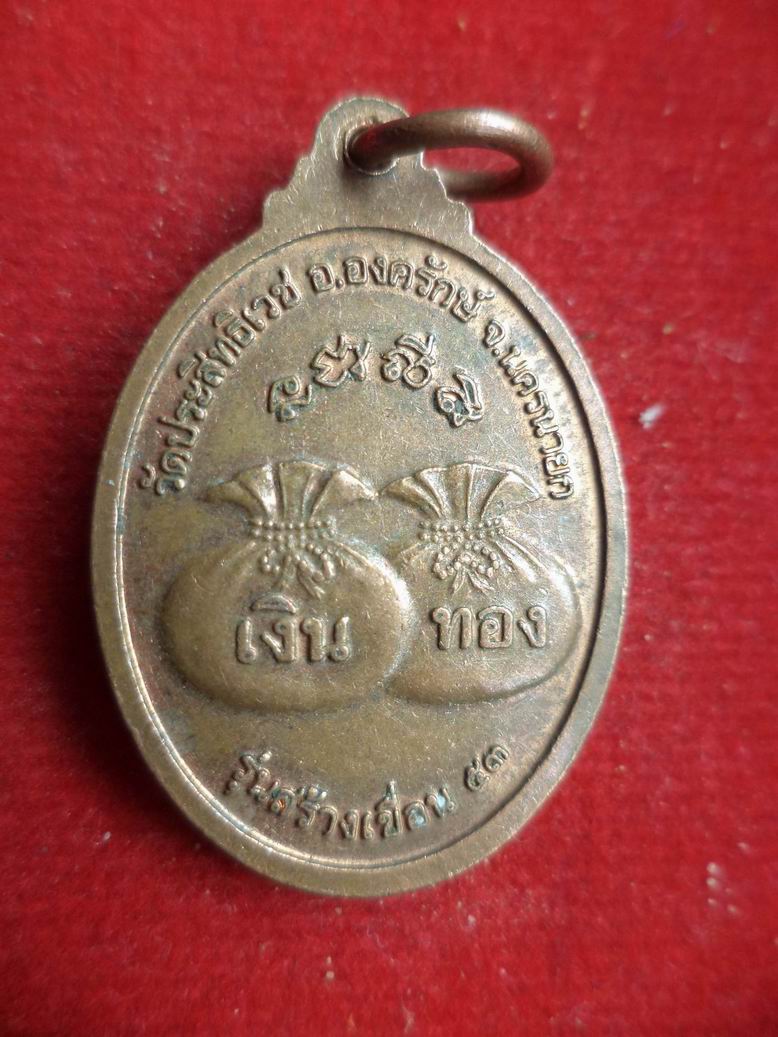 วัดประสิทธิเวช อ.องครักษ์ จ.นครนายก
เงิน ทอง
รุ่นสร้างเขื่อน ๕๓